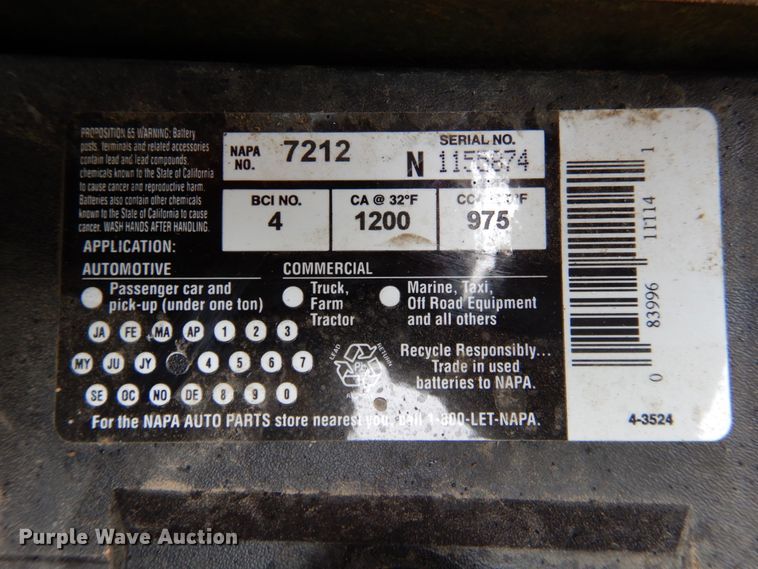 PROPOSITION 65 WARNING: Battery
posts, terminals and related accessories
contain lead and lead compounds,
chemicals known to the State of California
to cause cancer and reproductive harm.
Batteries also contain other chemicals
known to the State of California to cause
cancer. WASH HANDS AFTER HANDLING.
NAPA NO. 7212
SERIAL NO.
N 1155874
BCI NO.
4
CA @ 32°F
1200
975
APPLICATION:
AUTOMOTIVE
Passenger car and
pick-up (under one ton)
COMMERCIAL
Truck,
Farm
Tractor
Marine, Taxi,
Off Road Equipment
and all others
JA FE MA AP 1 2 3
MY JU JY 4 5 6 7
SE OC NO DE 8 9 0
LEAD
RETURN
Pb
Recycle Responsibly...
Trade in used
batteries to NAPA.
For the NAPA AUTO PARTS store nearest you, call 1-800-LET-NAPA.
0 83996 11114 1
4-3524
Purple Wave Auction